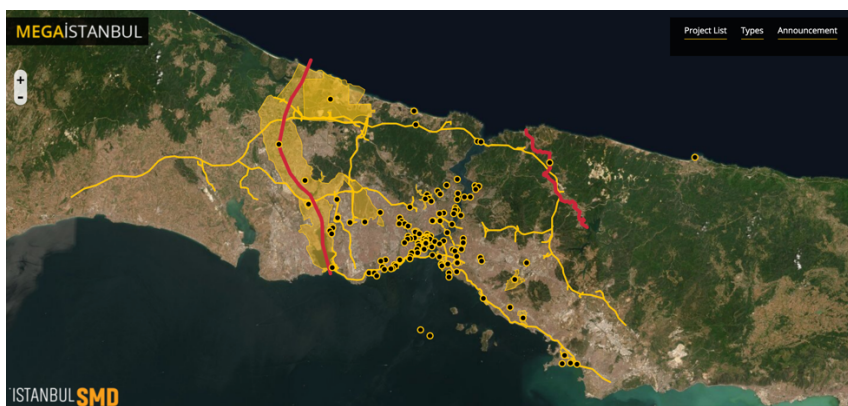 MEGAİSTANBUL
Project List Types Announcement
+
-
İSTANBULSMD